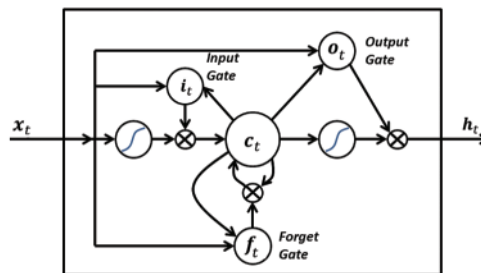 Input
Gate
o_t
Output
Gate
i_t
x_t
c_t
h_t
f_t
Forget
Gate